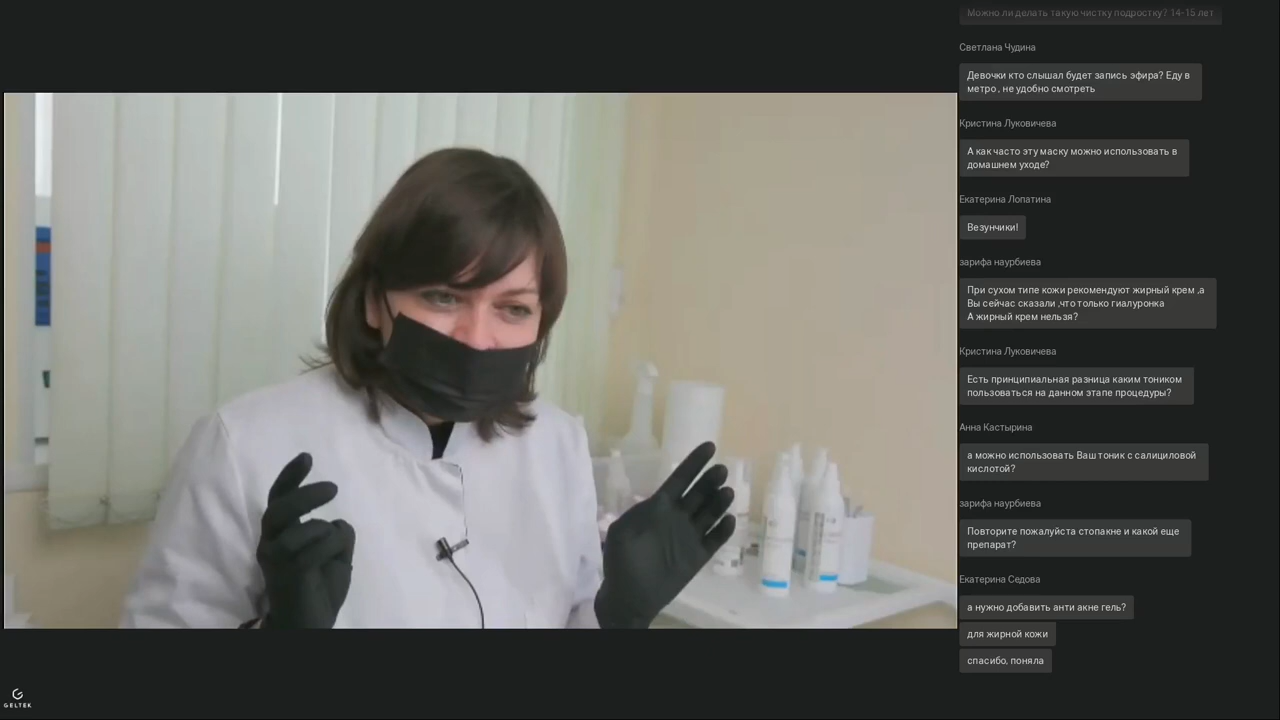 Можно ли делать такую чистку подростку? 14-15 лет
Светлана Чудина
Девочки кто слышал будет запись эфира? Еду в
метро , не удобно смотреть
Кристина Луковичева
А как часто эту маску можно использовать в
домашнем уходе?
Екатерина Лопатина
Везунчики!
зарифа наурбиева
При сухом типе кожи рекомендуют жирный крем ,а
Вы сейчас сказали ,что только гиалуронка
А жирный крем нельзя?
Кристина Луковичева
Есть принципиальная разница каким тоником
пользоваться на данном этапе процедуры?
Анна Кастырина
а можно использовать Ваш тоник с салициловой
кислотой?
зарифа наурбиева
Повторите пожалуйста стопакне и какой еще
препарат?
Екатерина Седова
а нужно добавить анти акне гель?
для жирной кожи
спасибо, поняла
GELTEK